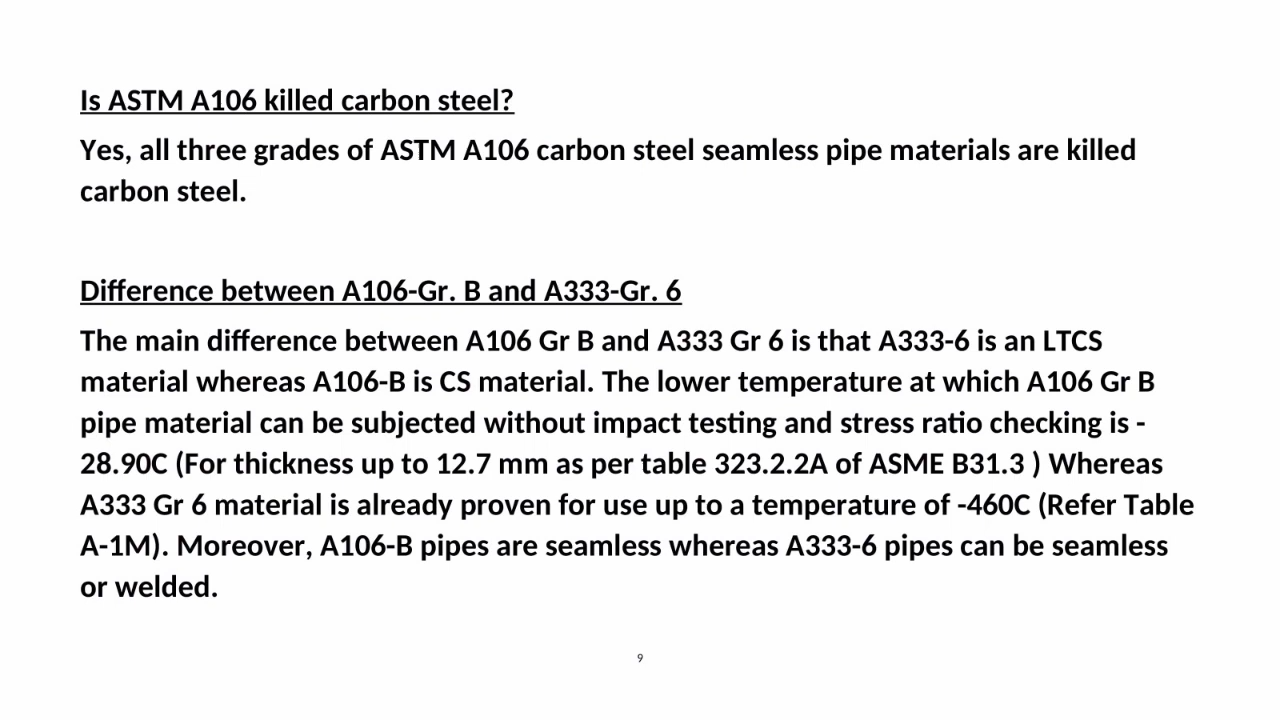 Is ASTM A106 killed carbon steel?
Yes, all three grades of ASTM A106 carbon steel seamless pipe materials are killed
carbon steel.
Difference between A106-Gr. B and A333-Gr. 6
The main difference between A106 Gr B and A333 Gr 6 is that A333-6 is an LTCS
material whereas A106-B is CS material. The lower temperature at which A106 Gr B
pipe material can be subjected without impact testing and stress ratio checking is -
28.90C (For thickness up to 12.7 mm as per table 323.2.2A of ASME B31.3 ) Whereas
A333 Gr 6 material is already proven for use up to a temperature of -460C (Refer Table
A-1M). Moreover, A106-B pipes are seamless whereas A333-6 pipes can be seamless
or welded.
9